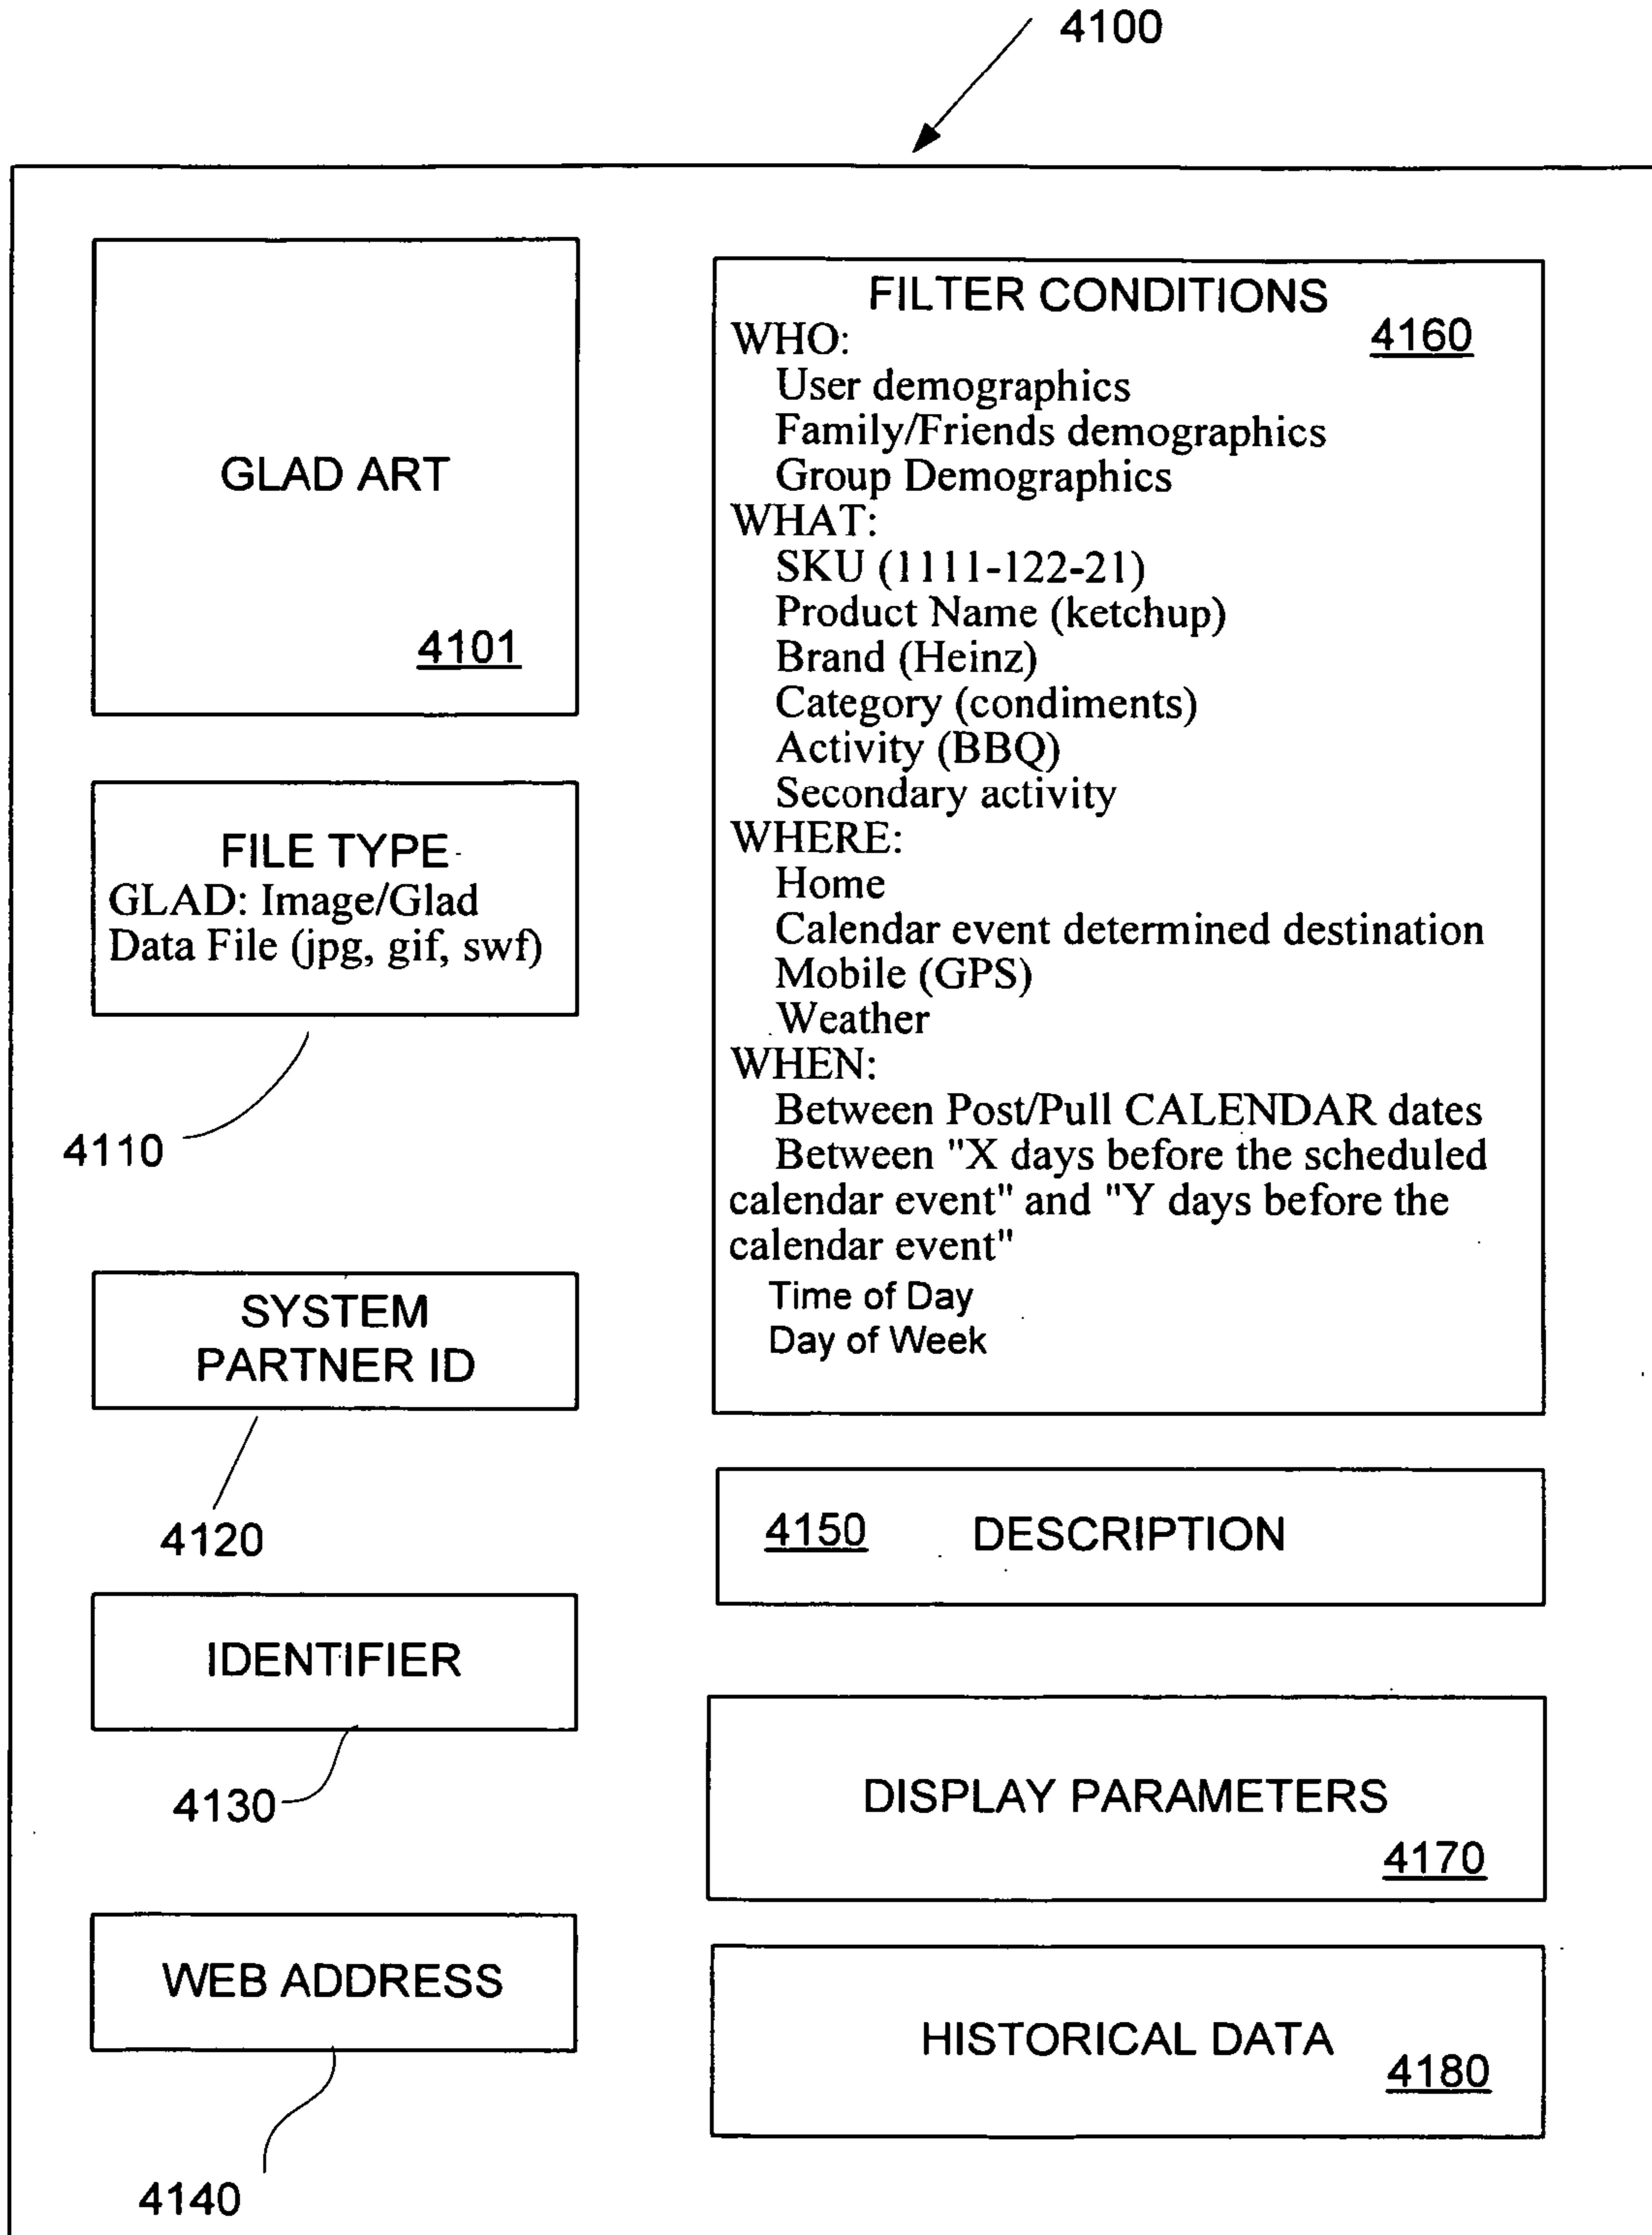 4100
GLAD ART
4101
FILE TYPE
GLAD: Image/Glad
Data File (jpg, gif, swf)
4110
SYSTEM
PARTNER ID
4120
IDENTIFIER
4130
WEB ADDRESS
4140
FILTER CONDITIONS
4160
WHO:
User demographics
Family/Friends demographics
Group Demographics
WHAT:
SKU (1111-122-21)
Product Name (ketchup)
Brand (Heinz)
Category (condiments)
Activity (BBQ)
Secondary activity
WHERE:
Home
Calendar event determined destination
Mobile (GPS)
Weather
WHEN:
Between Post/Pull CALENDAR dates
Between "X days before the scheduled
calendar event" and "Y days before the
calendar event"
Time of Day
Day of Week
4150 DESCRIPTION
DISPLAY PARAMETERS
4170
HISTORICAL DATA
4180